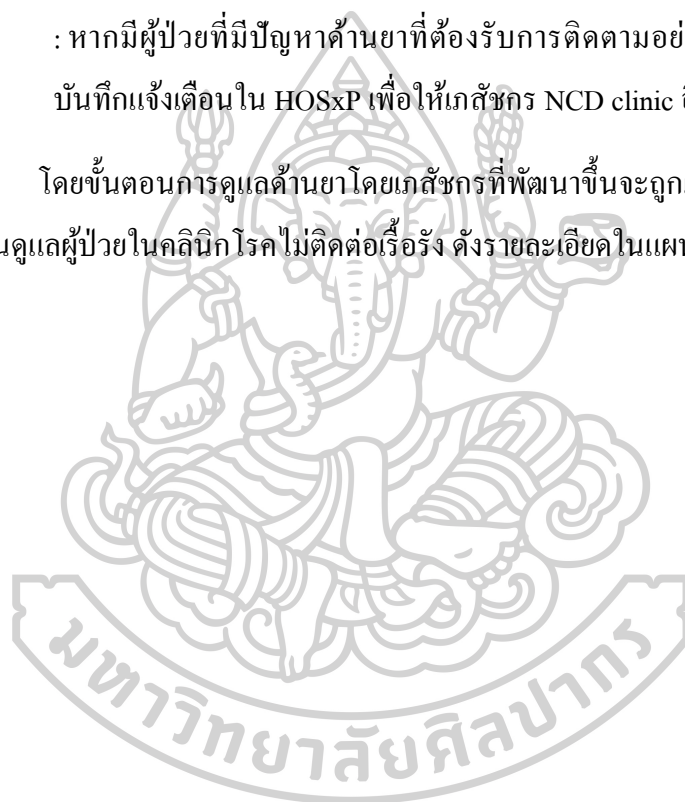 : หากมีผู้ป่วยที่มีปัญหาด้านยาที่ต้องรับการติดตามอย่
บันทึกแจ้งเตือนใน HOSxP เพื่อให้เภสัชกร NCD clinic
โดยขั้นตอนการดูแลด้านยาโดยเภสัชกรที่พัฒนาขึ้นจะถูก
นดูแลผู้ป่วยในคลินิกโรคไม่ติดต่อเรื้อรัง ดังรายละเอียดในแผน
มหาวิทยาลัยศิลปากร